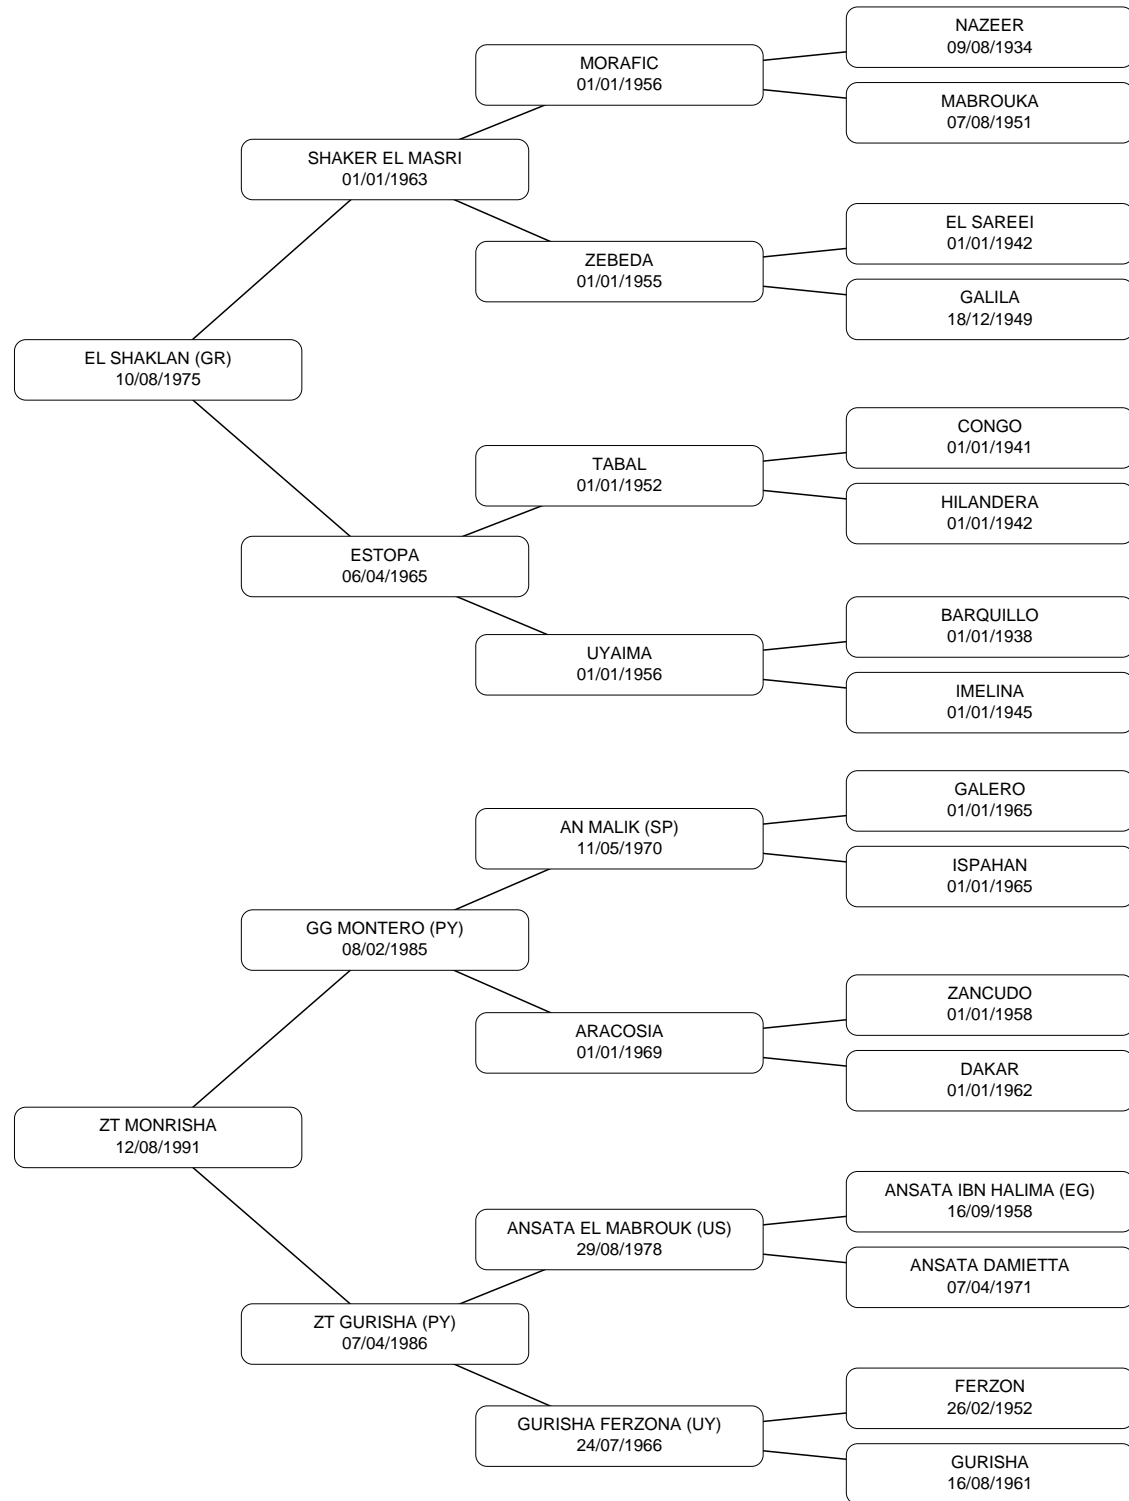 NAZEER
09/08/1934
MORAFIC
01/01/1956
MABROUKA
07/08/1951
SHAKER EL MASRI
01/01/1963
EL SAREEI
01/01/1942
ZEBEDA
01/01/1955
GALILA
18/12/1949
EL SHAKLAN (GR)
10/08/1975
CONGO
01/01/1941
TABAL
01/01/1952
HILANDERA
01/01/1942
ESTOPA
06/04/1965
BARQUILLO
01/01/1938
UYAIMA
01/01/1956
IMELINA
01/01/1945
GALERO
01/01/1965
AN MALIK (SP)
11/05/1970
ISPAHAN
01/01/1965
GG MONTERO (PY)
08/02/1985
ZANCUDO
01/01/1958
ARACOSIA
01/01/1969
DAKAR
01/01/1962
ZT MONRISHA
12/08/1991
ANSATA IBN HALIMA (EG)
16/09/1958
ANSATA EL MABROUK (US)
29/08/1978
ANSATA DAMIETTA
07/04/1971
ZT GURISHA (PY)
07/04/1986
FERZON
26/02/1952
GURISHA FERZONA (UY)
24/07/1966
GURISHA
16/08/1961